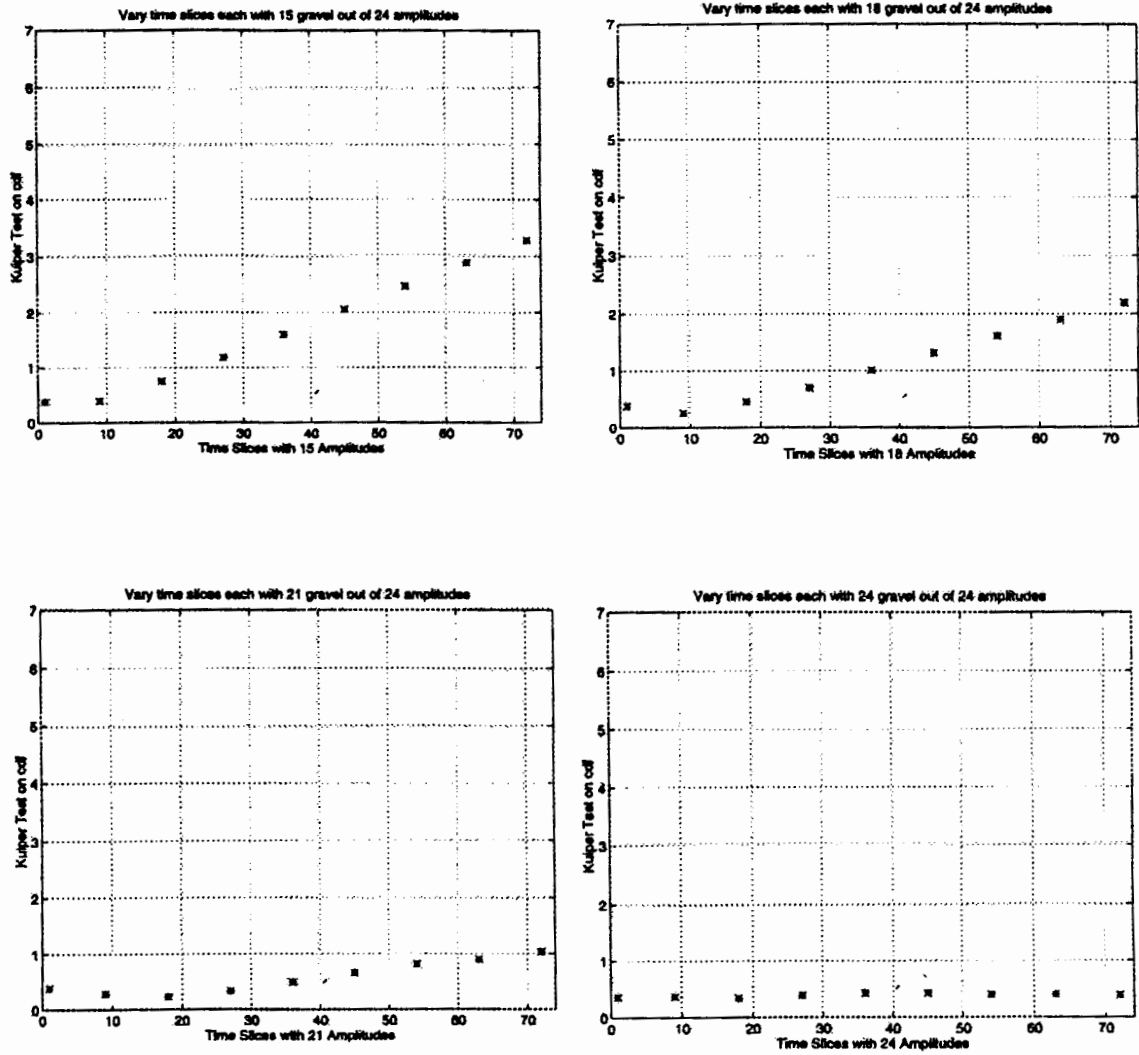 Vary time slices each with 15 gravel out of 24 amplitudes
7
6
5
4
3
2
1
0
Kuiper Test on cdf
0 10 20 30 40 50 60 70
Time Slices with 15 Amplitudes
Vary time slices each with 18 gravel out of 24 amplitudes
7
6
5
4
3
2
1
0
Kuiper Test on cdf
0 10 20 30 40 50 60 70
Time Slices with 18 Amplitudes
Vary time slices each with 21 gravel out of 24 amplitudes
7
6
5
4
3
2
1
0
Kuiper Test on cdf
0 10 20 30 40 50 60 70
Time Slices with 21 Amplitudes
Vary time slices each with 24 gravel out of 24 amplitudes
7
6
5
4
3
2
1
0
Kuiper Test on cdf
0 10 20 30 40 50 60 70
Time Slices with 24 Amplitudes